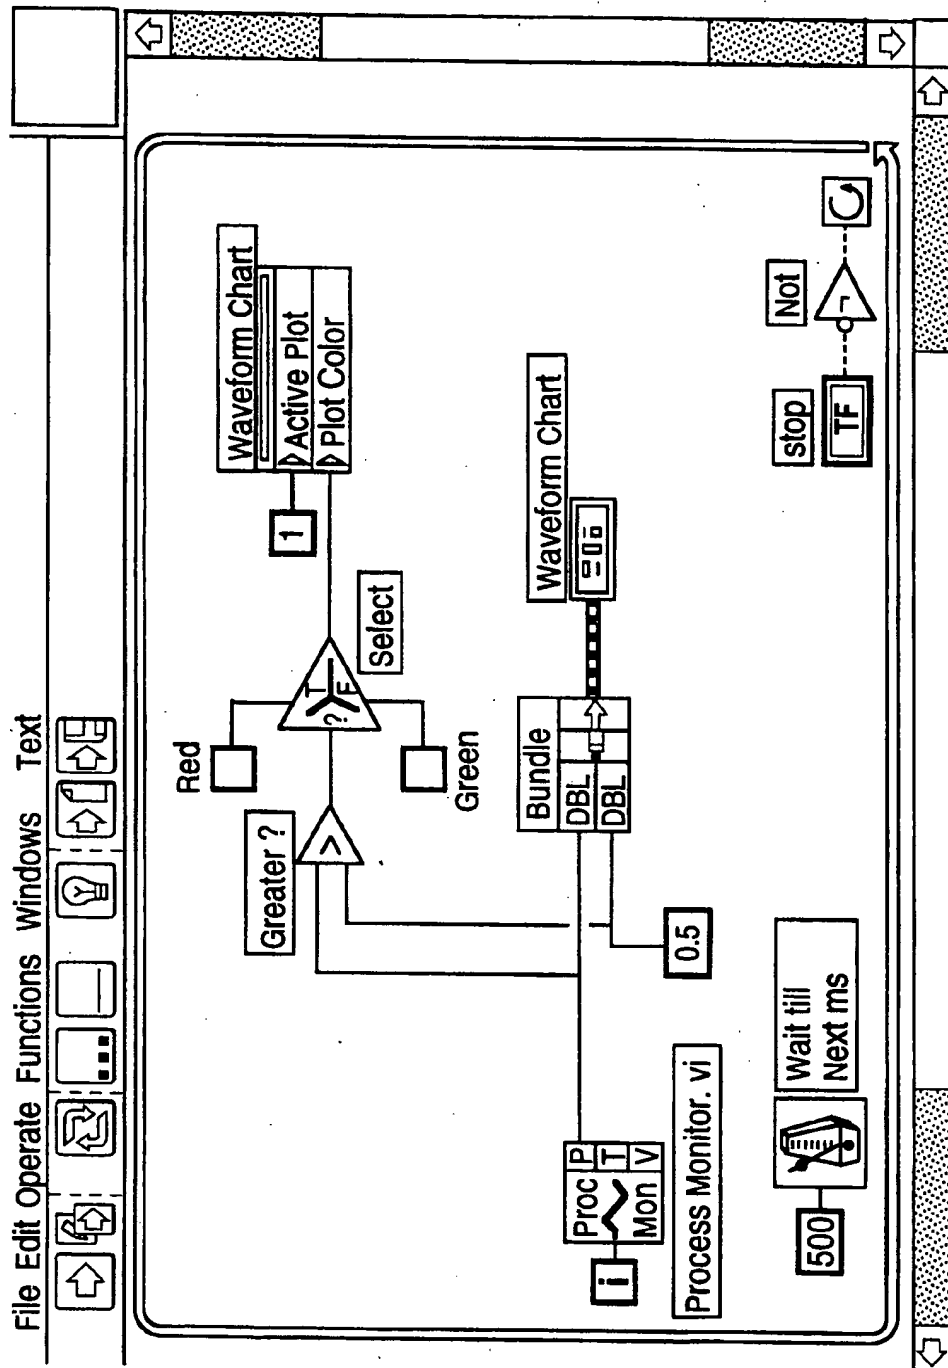 File Edit Operate Functions Windows Text
Waveform Chart
Active Plot
Plot Color
1
Red
T
?
F
Select
Green
Greater ?
>
Waveform Chart
Bundle
DBL
DBL
0.5
Proc
Mon
P
T
V
i
Process Monitor. vi
Wait till
Next ms
500
stop
TF
Not